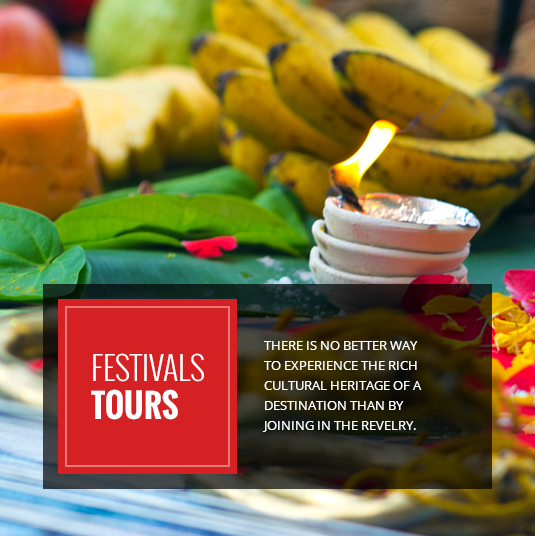 FESTIVALS
TOURS
THERE IS NO BETTER WAY
TO EXPERIENCE THE RICH
CULTURAL HERITAGE OF A
DESTINATION THAN BY
JOINING IN THE REVELRY.